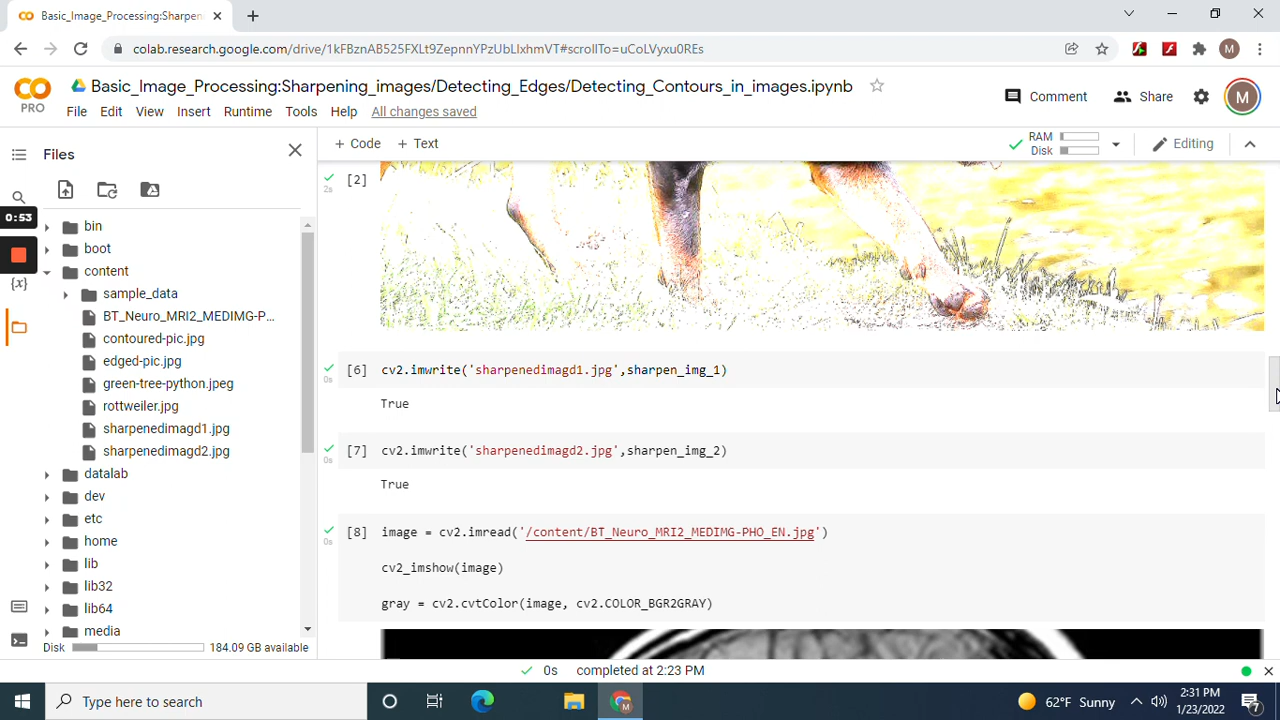 Basic_Image_Processing:Sharpen
colab.research.google.com/drive/1kFBznAB525FXLt9ZepnnYPzUbLlxhmVT#scrollTo=uCoLVyxu0REs
M
PRO
Basic_Image_Processing:Sharpening_images/Detecting_Edges/Detecting_Contours_in_images.ipynb
Comment
Share
M
File Edit View Insert Runtime Tools Help All changes saved
Files
+ Code + Text
RAM
Disk
Editing
0:53
{x}
bin
boot
content
sample_data
BT_Neuro_MRI2_MEDIMG-P...
contoured-pic.jpg
edged-pic.jpg
green-tree-python.jpeg
rottweiler.jpg
sharpenedimagd1.jpg
sharpenedimagd2.jpg
datalab
dev
etc
home
lib
lib32
lib64
media
Disk 184.09 GB available
[2]
2s
[6] cv2.imwrite('sharpenedimagd1.jpg',sharpen_img_1)
0s
True
[7] cv2.imwrite('sharpenedimagd2.jpg',sharpen_img_2)
0s
True
[8] image = cv2.imread('/content/BT_Neuro_MRI2_MEDIMG-PHO_EN.jpg')
0s
cv2_imshow(image)
gray = cv2.cvtColor(image, cv2.COLOR_BGR2GRAY)
0s completed at 2:23 PM
Type here to search
M
62°F Sunny
2:31 PM
1/23/2022
7